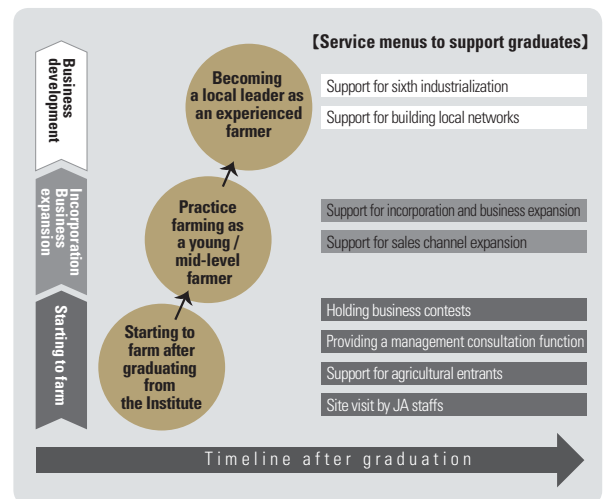 【Service menus to support graduates】
Business
development
Becoming
a local leader as
an experienced
farmer
Support for sixth industrialization
Support for building local networks
Incorporation
Business
expansion
Practice
farming as
a young /
mid-level
farmer
Support for incorporation and business expansion
Support for sales channel expansion
Starting to farm
Starting to
farm after
graduating
from
the Institute
Holding business contests
Providing a management consultation function
Support for agricultural entrants
Site visit by JA staffs
Timeline after graduation